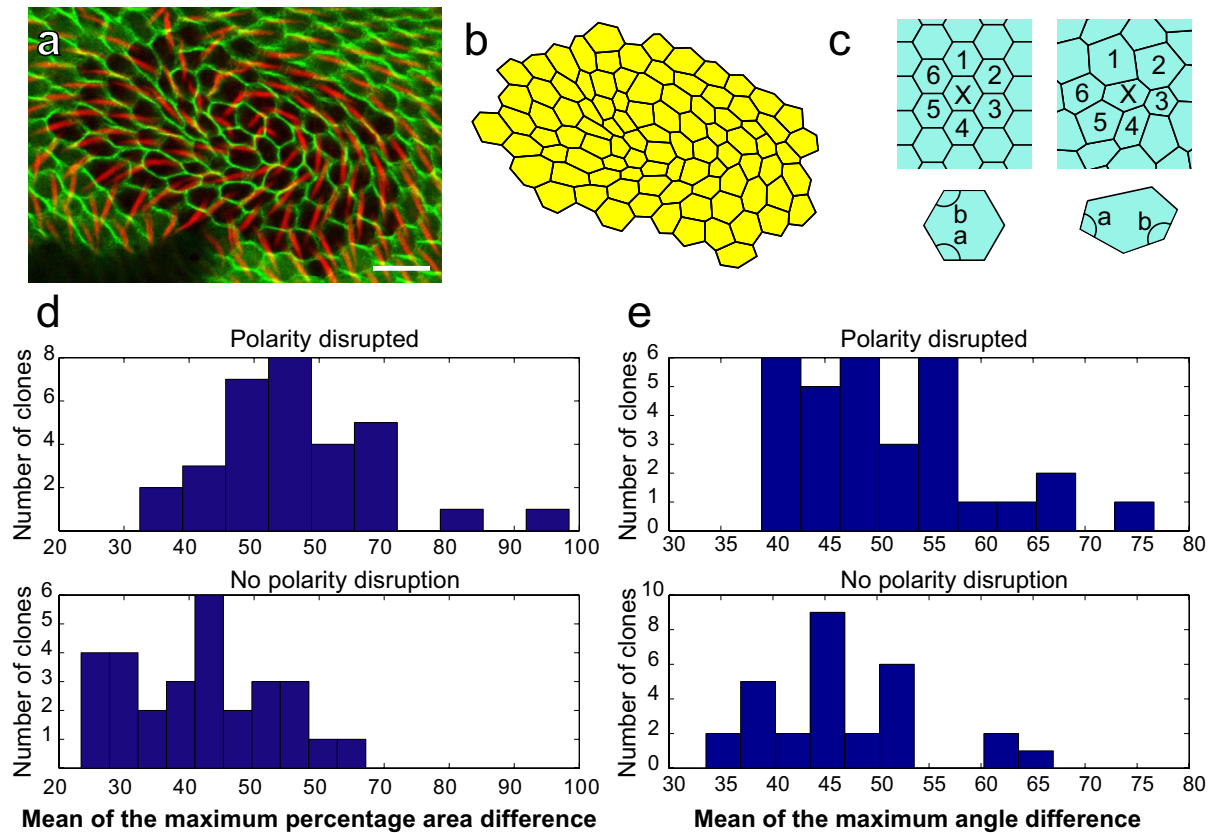 a
b
c
1
2
3
4
5
6
X
1
2
3
4
5
6
X
b
a
a
b
d
Polarity disrupted
Number of clones
8
6
4
2
20 30 40 50 60 70 80 90 100
No polarity disruption
Number of clones
6
5
4
3
2
1
20 30 40 50 60 70 80 90 100
Mean of the maximum percentage area difference
e
Polarity disrupted
Number of clones
6
5
4
3
2
1
0
30 35 40 45 50 55 60 65 70 75 80
No polarity disruption
Number of clones
10
8
6
4
2
0
30 35 40 45 50 55 60 65 70 75 80
Mean of the maximum angle difference